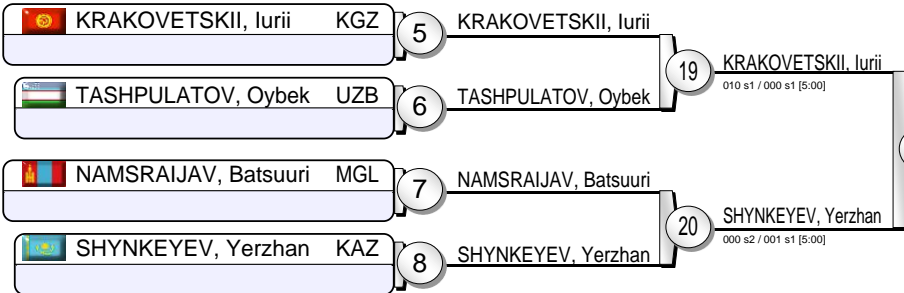 KRAKOVETSKII, Iurii KGZ
5
KRAKOVETSKII, Iurii
19
KRAKOVETSKII, Iurii
010 s1 / 000 s1 [5:00]
TASHPULATOV, Oybek UZB
6
TASHPULATOV, Oybek
NAMSRAIJAV, Batsuuri MGL
7
NAMSRAIJAV, Batsuuri
20
SHYNKEYEV, Yerzhan
000 s2 / 001 s1 [5:00]
SHYNKEYEV, Yerzhan KAZ
8
SHYNKEYEV, Yerzhan